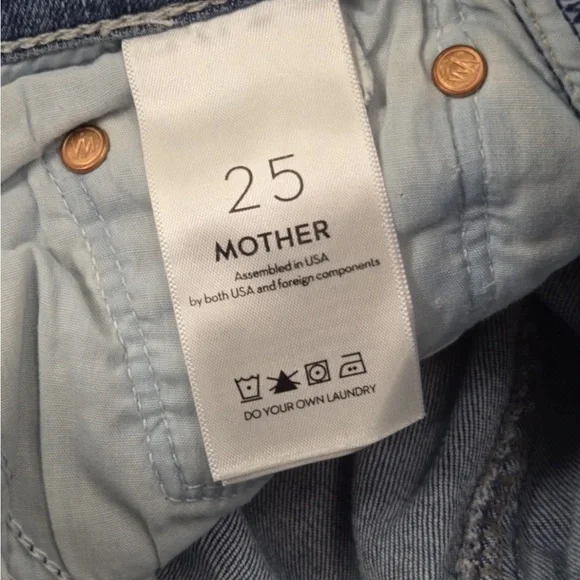 25
MOTHER
Assembled in USA
by both USA and foreign components
DO YOUR OWN LAUNDRY
M
M